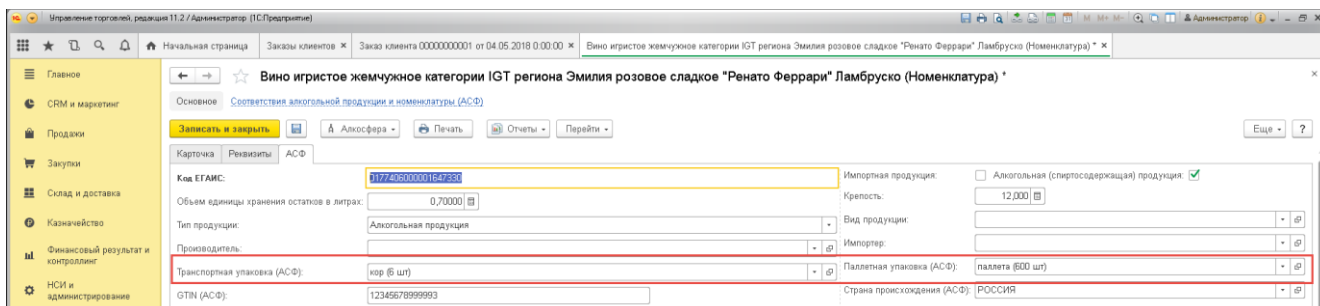 Управление торговлей, редакция 11.2 / Администратор (1С:Предприятие)
M M+ M- Администратор
Начальная страница Заказы клиентов × Заказ клиента 00000000001 от 04.05.2018 0:00:00 × Вино игристое жемчужное категории IGT региона Эмилия розовое сладкое "Ренато Феррари" Ламбруско (Номенклатура) * ×
Главное
CRM и маркетинг
Продажи
Закупки
Склад и доставка
Казначейство
Финансовый результат и
контроллинг
НСИ и
администрирование
Вино игристое жемчужное категории IGT региона Эмилия розовое сладкое "Ренато Феррари" Ламбруско (Номенклатура) *
Основное Соответствия алкогольной продукции и номенклатуры (АСФ)
Записать и закрыть Алкосфера Печать Отчеты Перейти Еще ?
Карточка Реквизиты АСФ
Код ЕГАИС: 0177406000001647330 Импортная продукция: Алкогольная (спиртосодержащая) продукция:
Объем единицы хранения остатков в литрах: 0,70000 Крепость: 12,000
Тип продукции: Алкогольная продукция Вид продукции:
Производитель: Импортер:
Транспортная упаковка (АСФ): кор (6 шт) Паллетная упаковка (АСФ): паллета (600 шт)
GTIN (АСФ): 12345678999993 Страна происхождения (АСФ): РОССИЯ